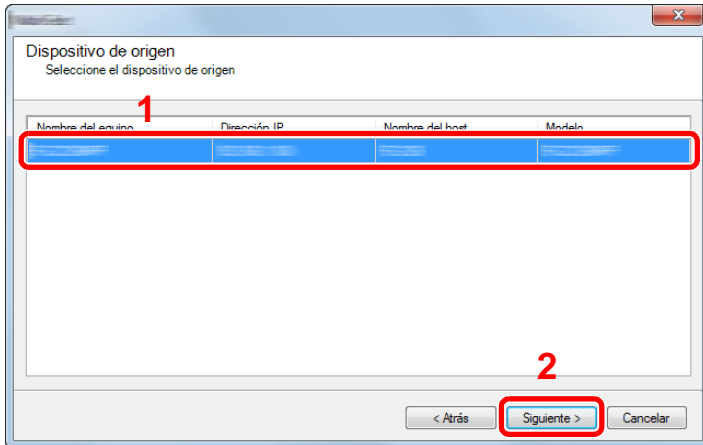 Dispositivo de origen
Seleccione el dispositivo de origen
1
Nombre del equipo Dirección IP Nombre del host Modelo
2
< Atrás Siguiente > Cancelar